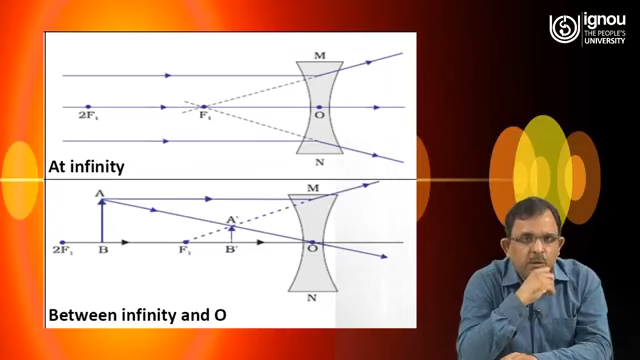 ignou
THE PEOPLE'S
UNIVERSITY
M
2F₁
F₁
O
N
At infinity
A
M
A'
2F₁
B
F₁
B'
O
N
Between infinity and O